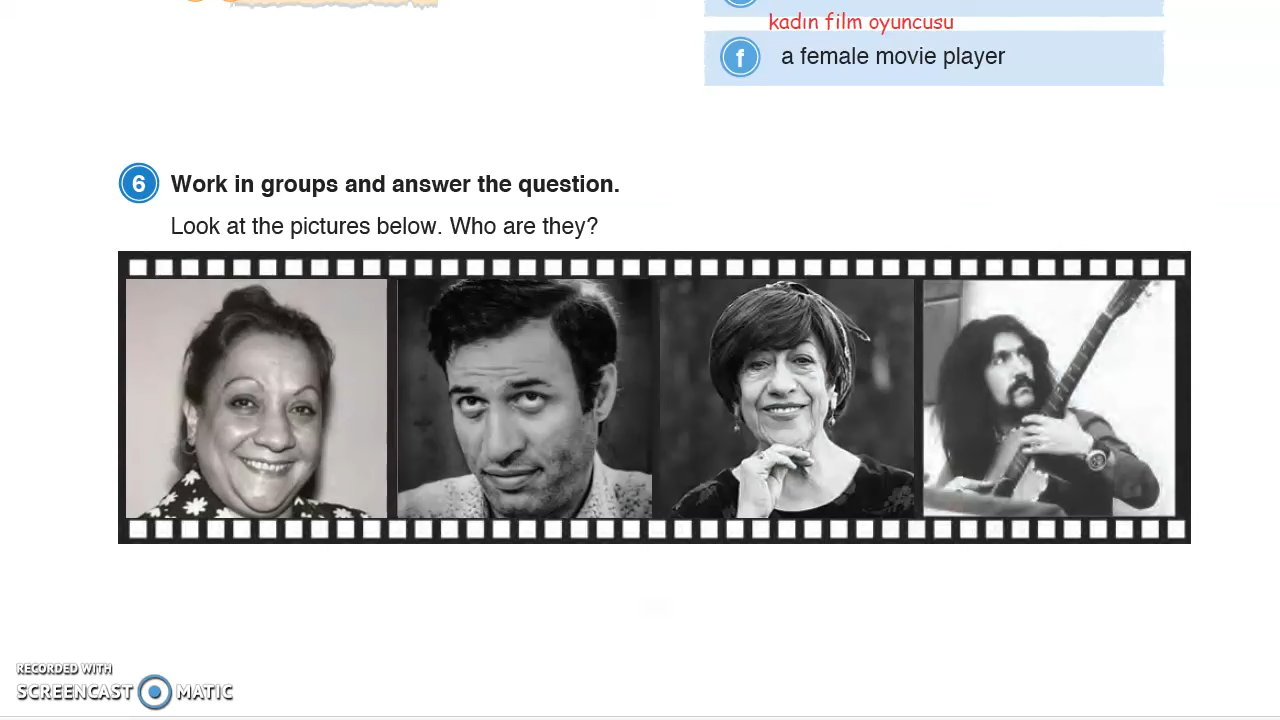 kadın film oyuncusu
f a female movie player
6 Work in groups and answer the question.
Look at the pictures below. Who are they?
RECORDED WITH
SCREENCAST MATIC